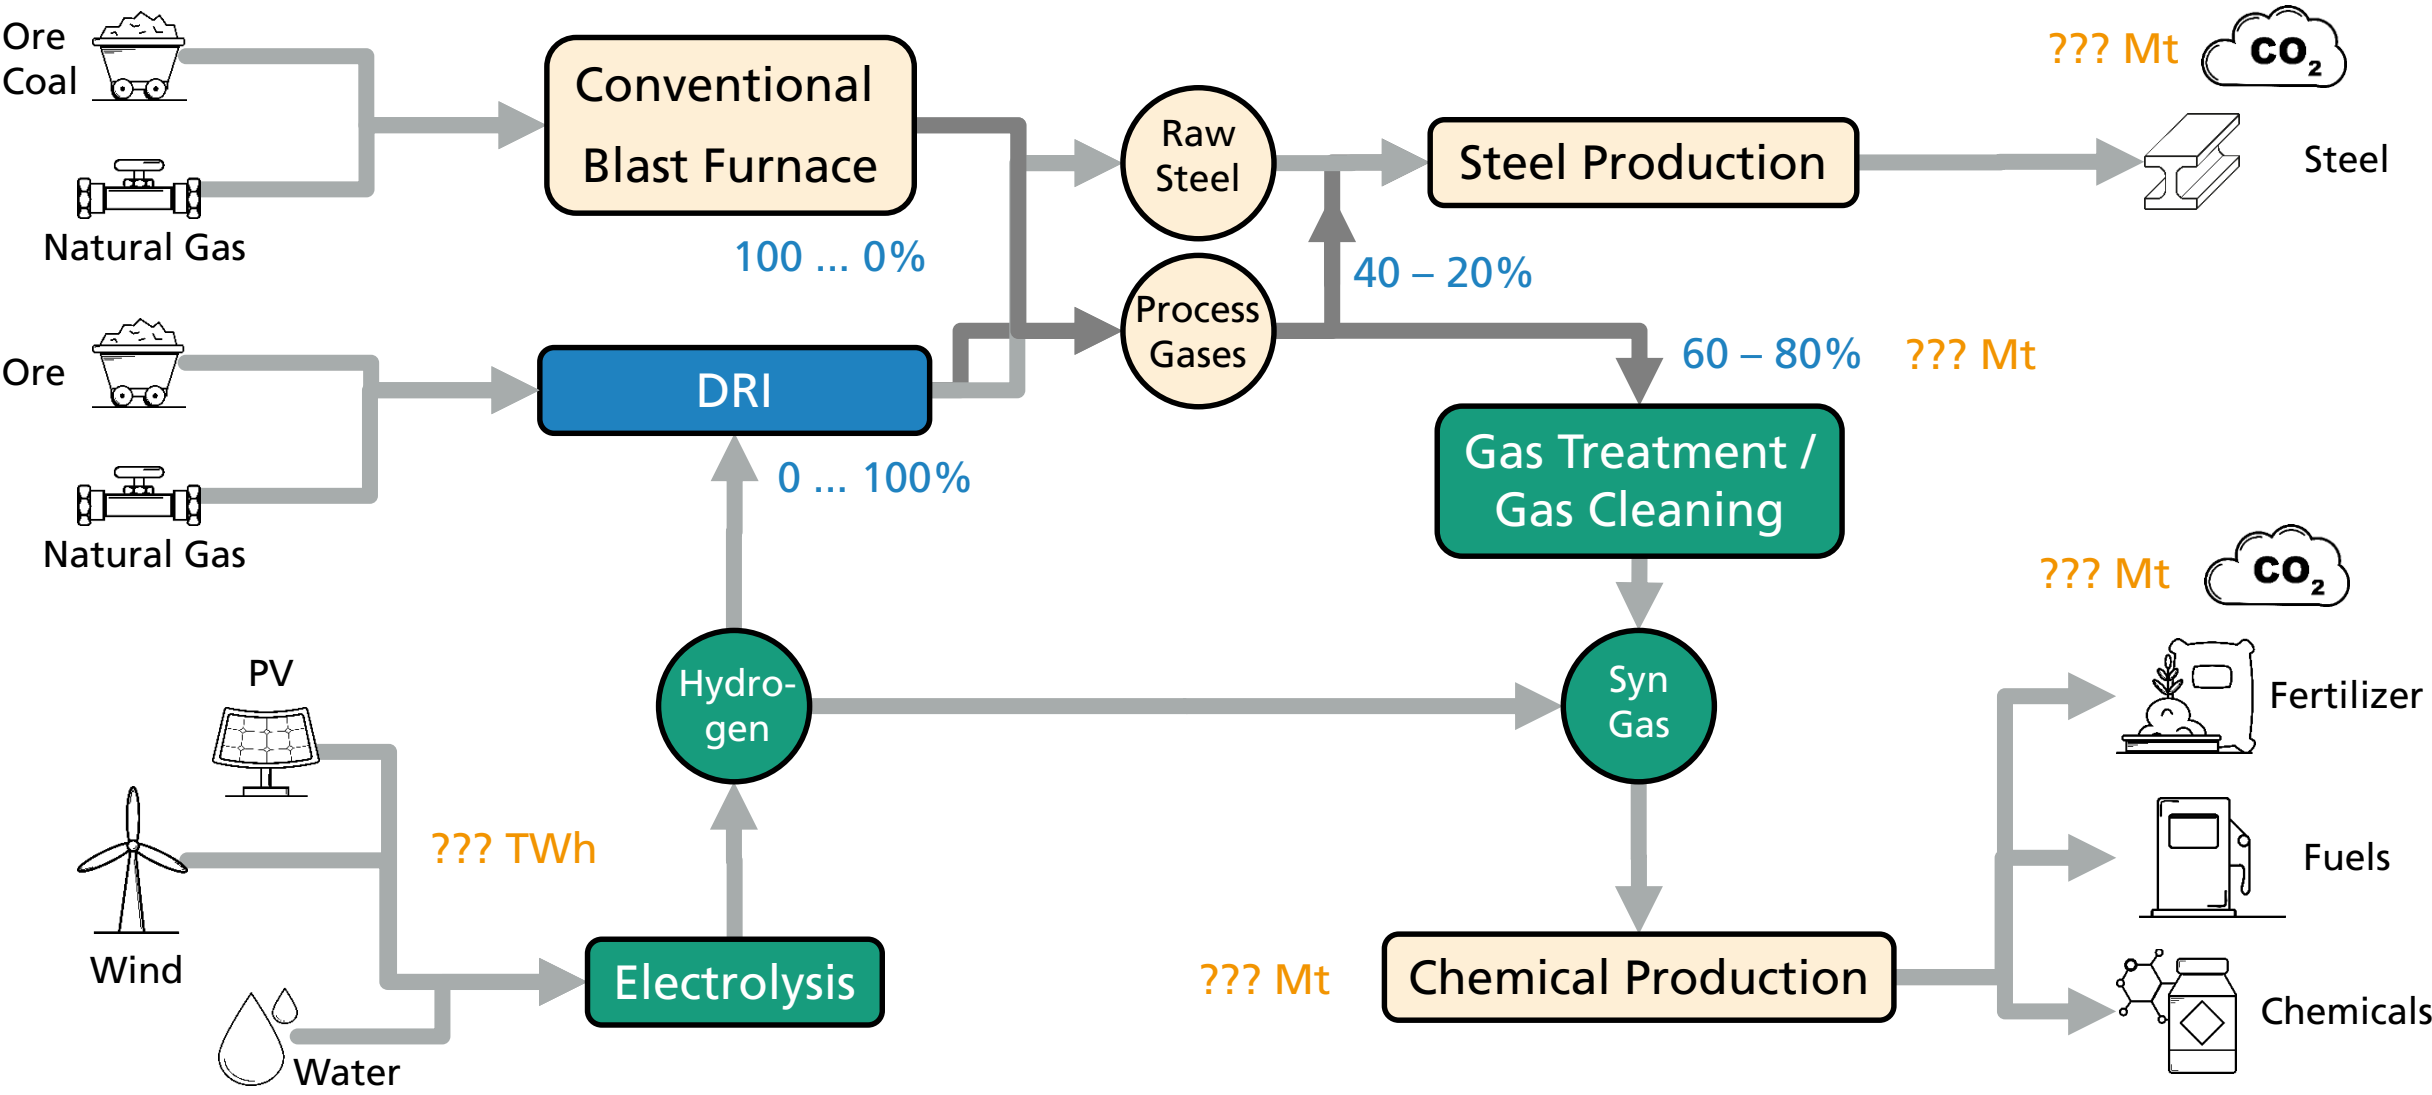 Ore
Coal
Natural Gas
Conventional
Blast Furnace
100 ... 0%
Raw
Steel
Steel Production
??? Mt
CO2
Steel
Process
Gases
40 – 20%
60 – 80%
??? Mt
Ore
Natural Gas
DRI
0 ... 100%
Gas Treatment /
Gas Cleaning
??? Mt
CO2
PV
Wind
Water
??? TWh
Electrolysis
Hydro-
gen
Syn
Gas
??? Mt
Chemical Production
Fertilizer
Fuels
Chemicals